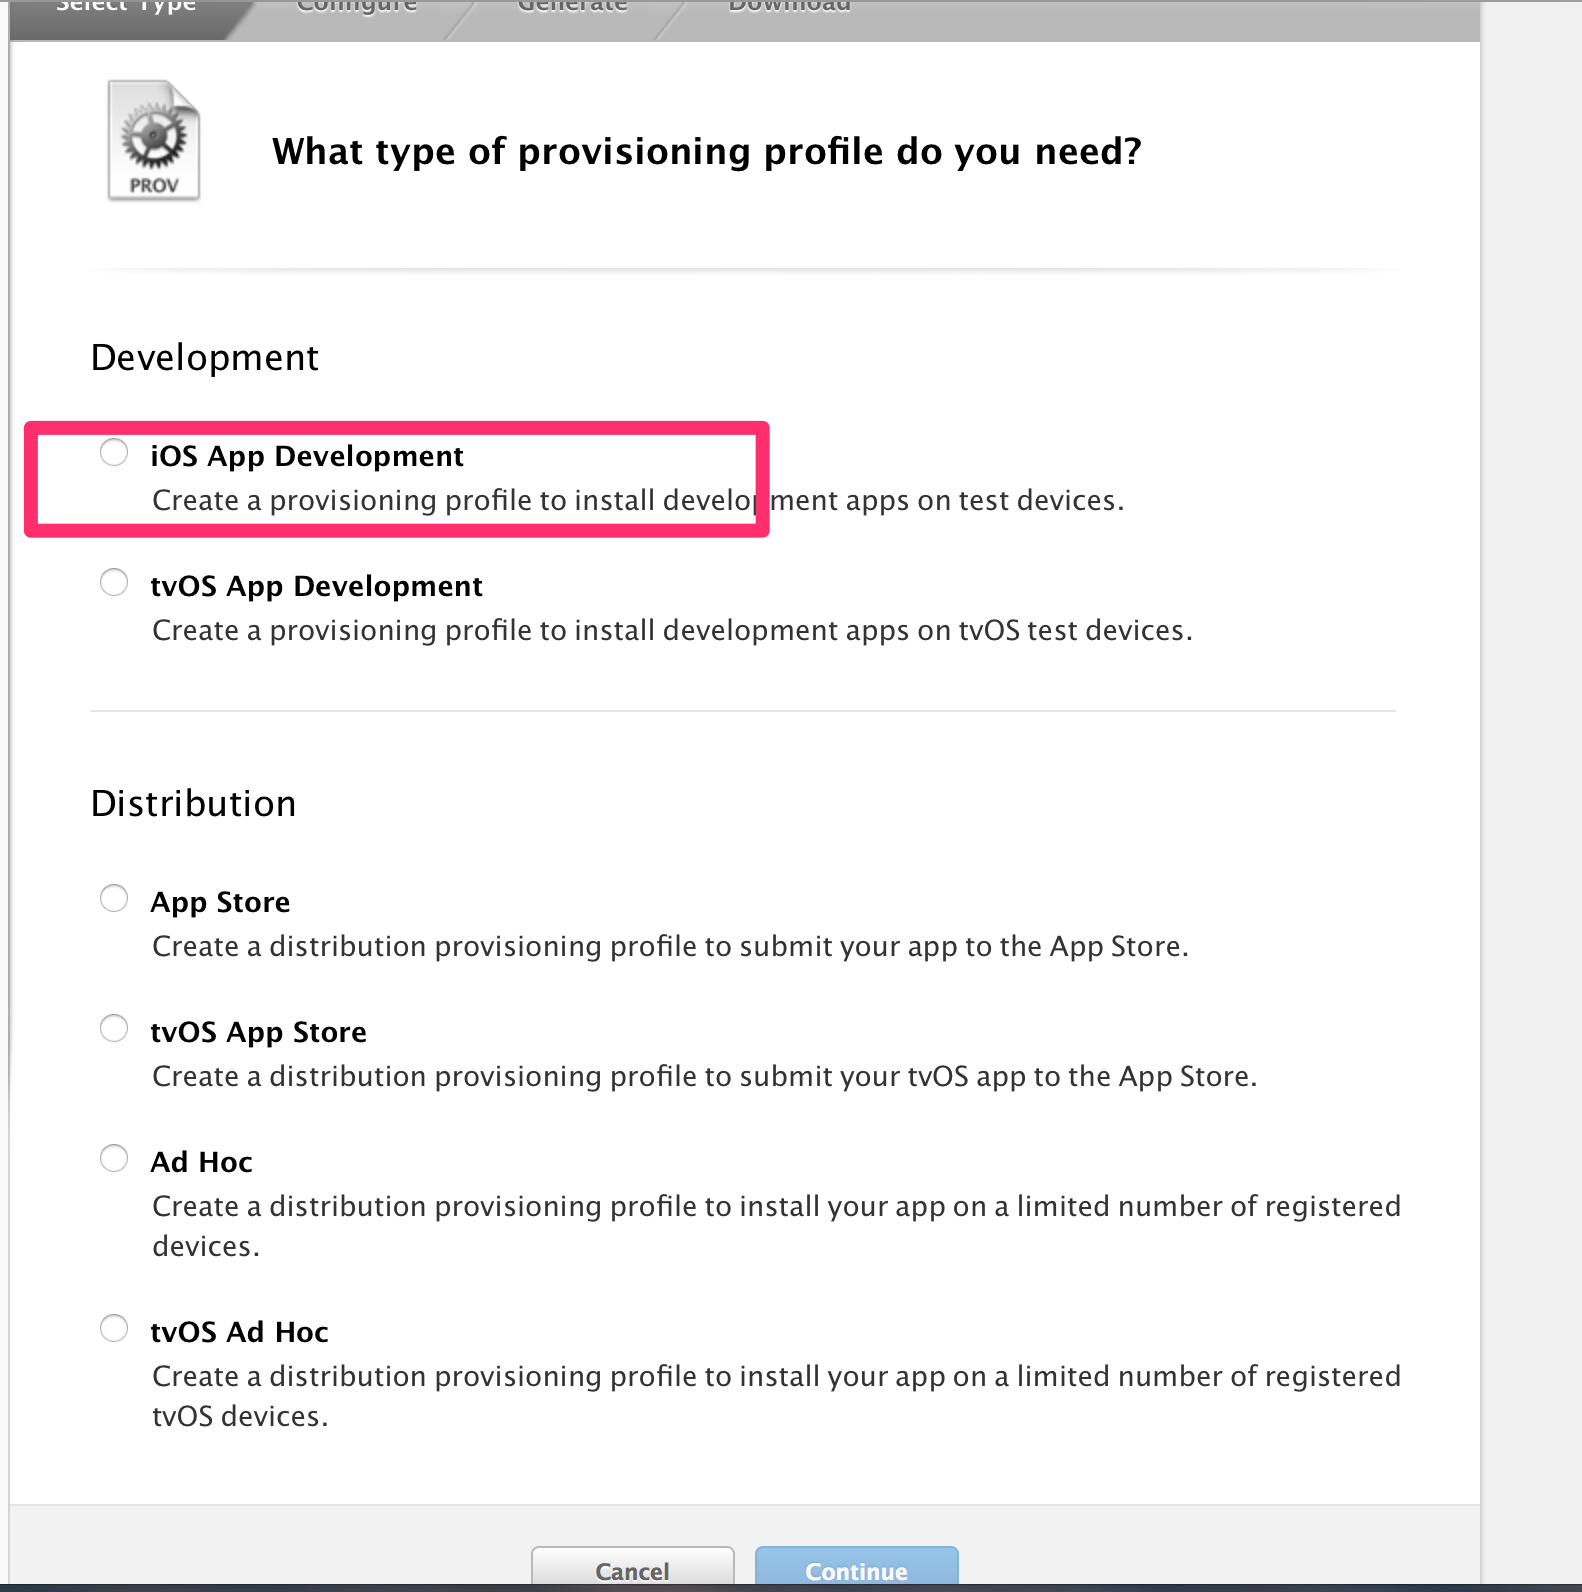 Select Type
Configure
Generate
Download
PROV
What type of provisioning profile do you need?
Development
iOS App Development
Create a provisioning profile to install development apps on test devices.
tvOS App Development
Create a provisioning profile to install development apps on tvOS test devices.
Distribution
App Store
Create a distribution provisioning profile to submit your app to the App Store.
tvOS App Store
Create a distribution provisioning profile to submit your tvOS app to the App Store.
Ad Hoc
Create a distribution provisioning profile to install your app on a limited number of registered
devices.
tvOS Ad Hoc
Create a distribution provisioning profile to install your app on a limited number of registered
tvOS devices.
Cancel
Continue